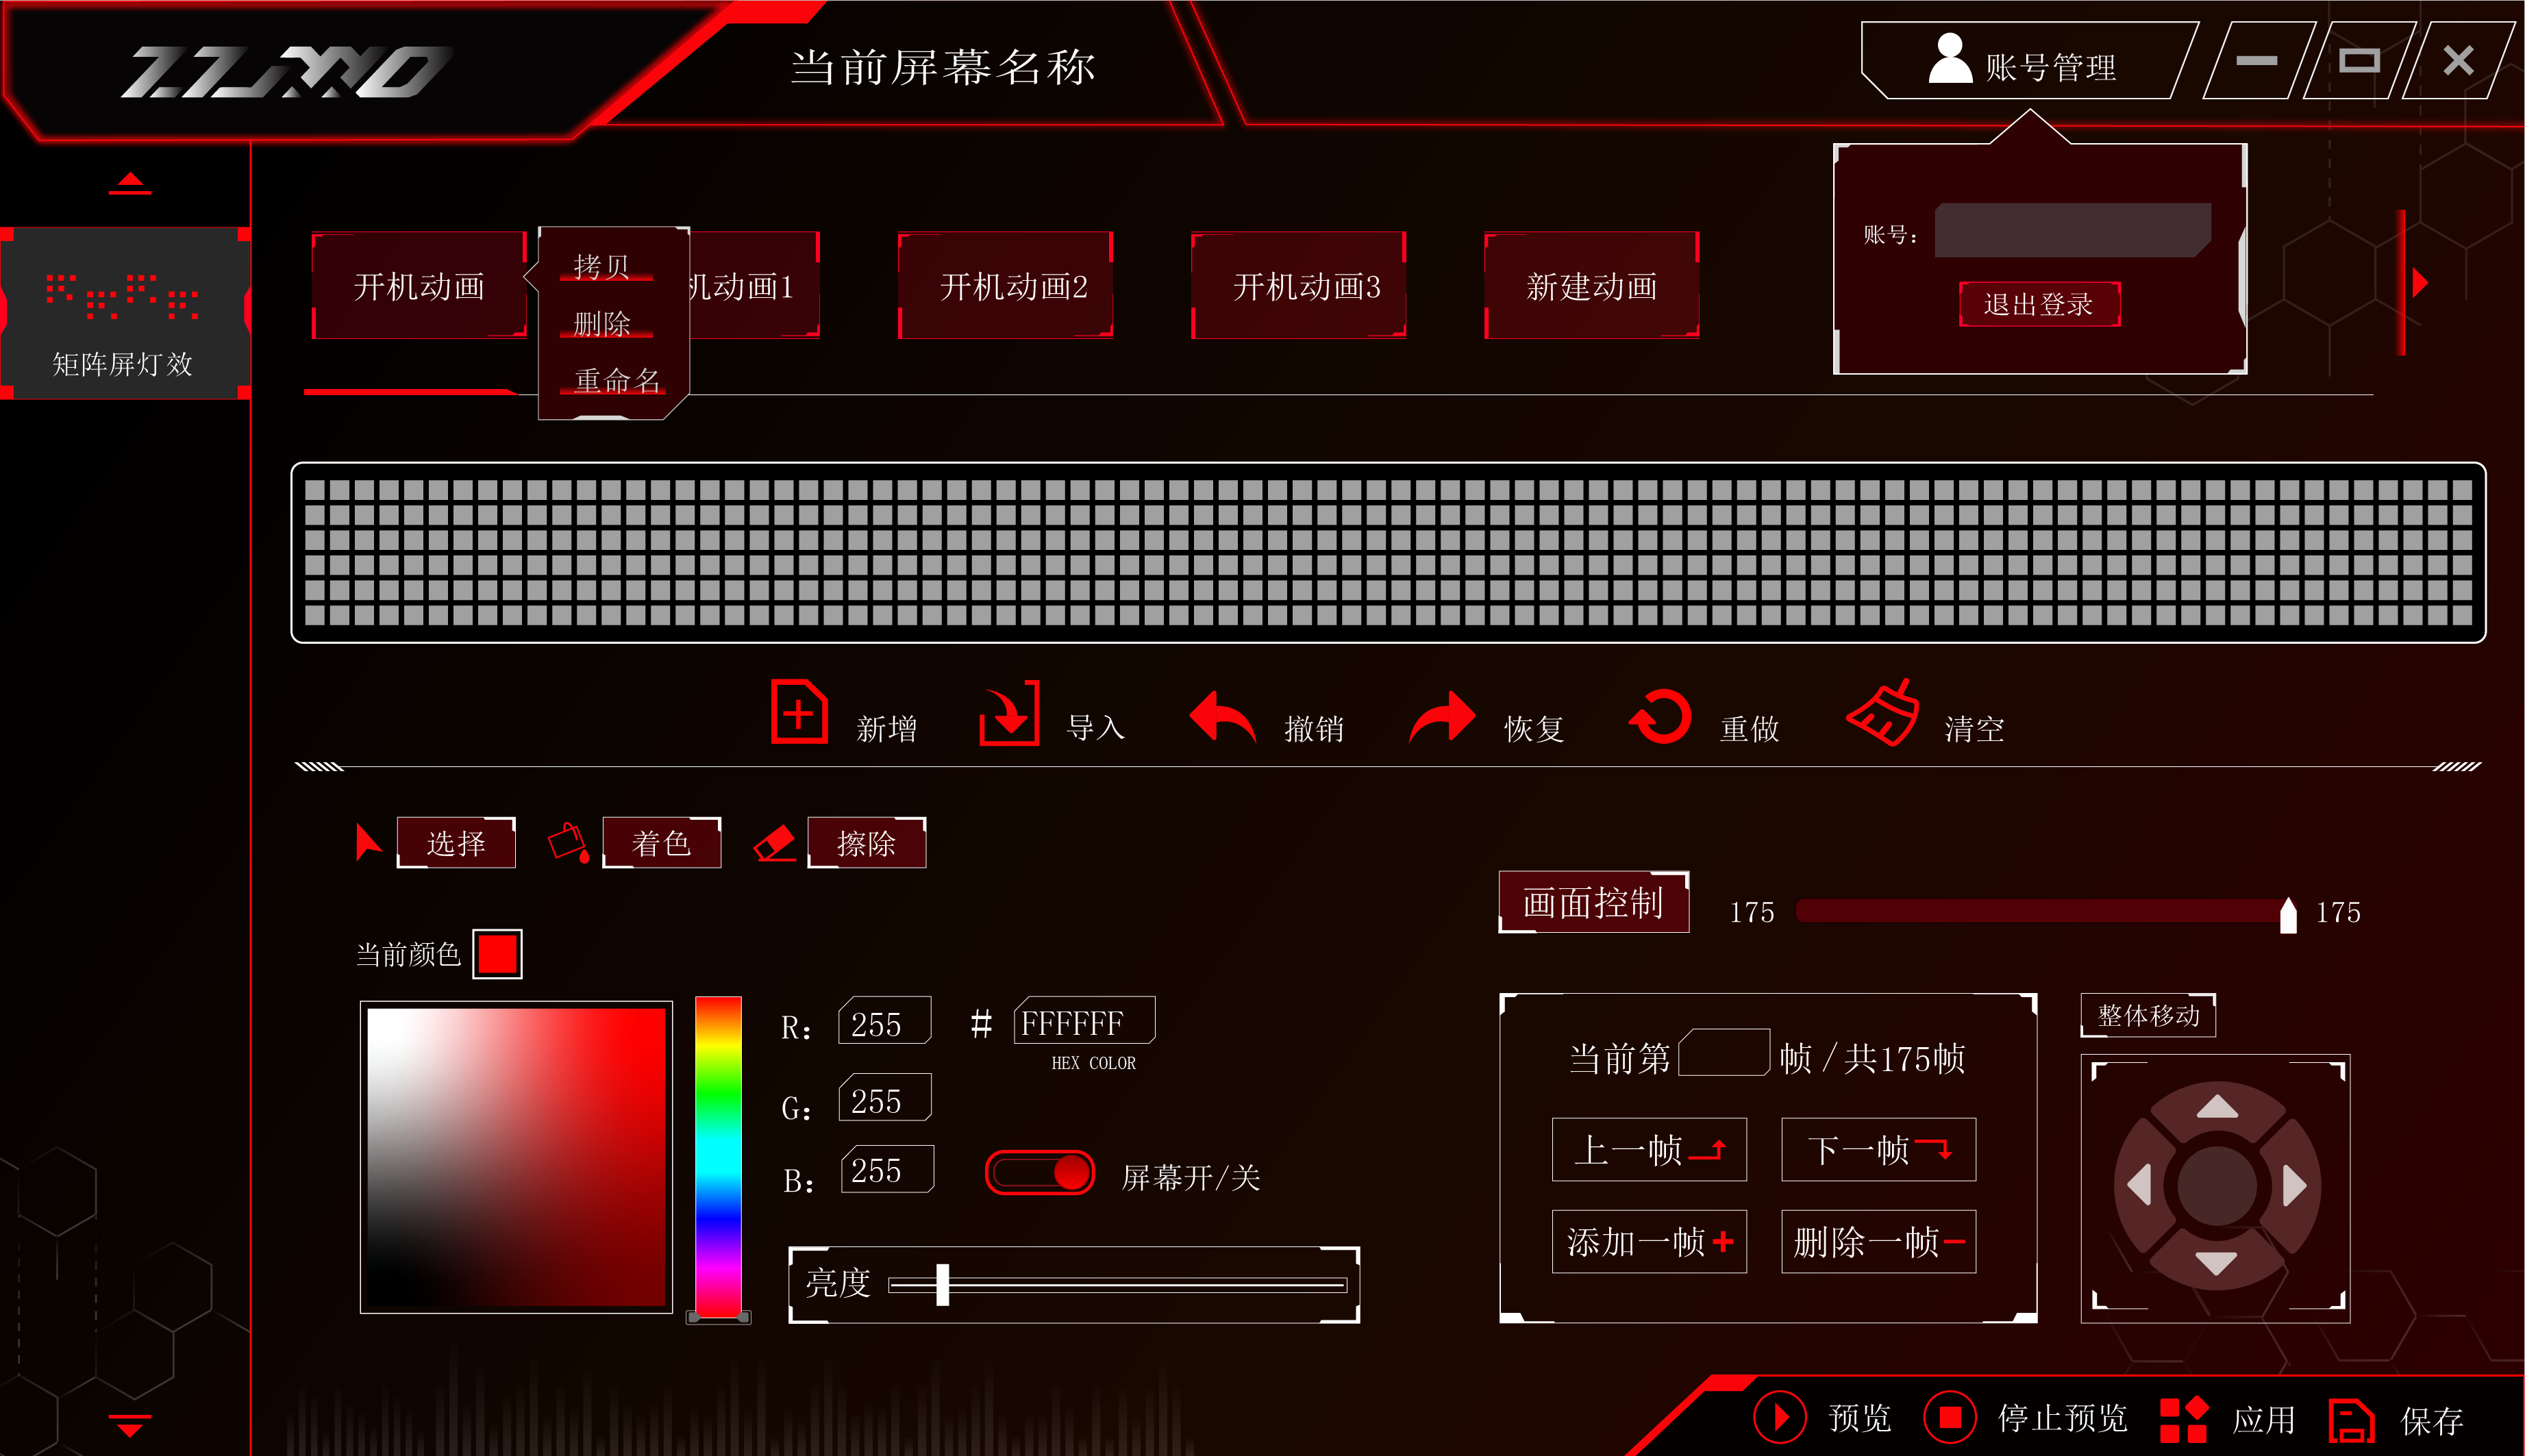 当前屏幕名称
账号管理
矩阵屏灯效
开机动画
拷贝
删除
重命名
机动画1
开机动画2
开机动画3
新建动画
账号：
退出登录
新增
导入
撤销
恢复
重做
清空
选择
着色
擦除
当前颜色
R：
255
#
FFFFFF
HEX COLOR
G：
255
B：
255
屏幕开/关
亮度
画面控制
175
175
当前第
帧/共175帧
上一帧
下一帧
添加一帧
删除一帧
整体移动
预览
停止预览
应用
保存